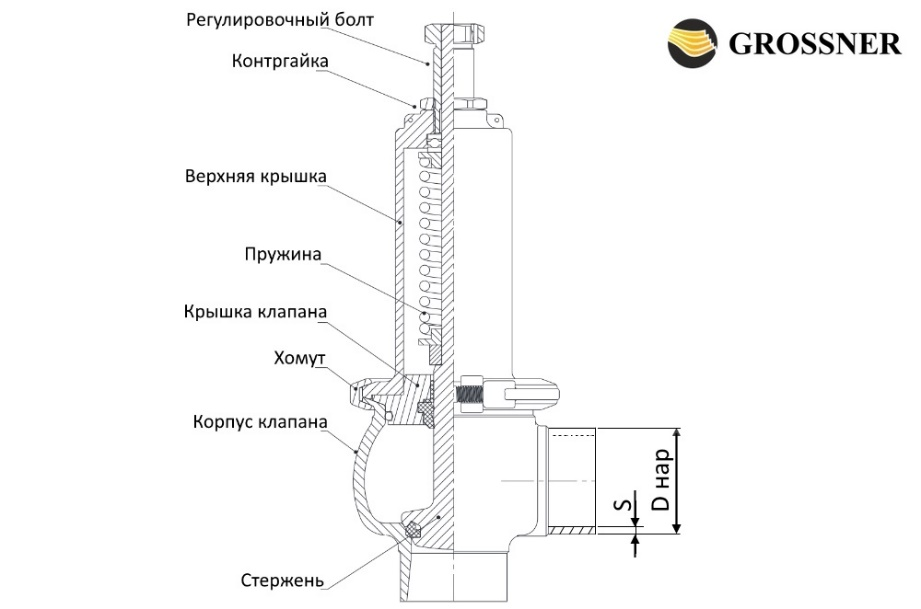 Регулировочный болт
GROSSNER
Контргайка
Верхняя крышка
Пружина
Крышка клапана
Хомут
Корпус клапана
S
D нар
Стержень